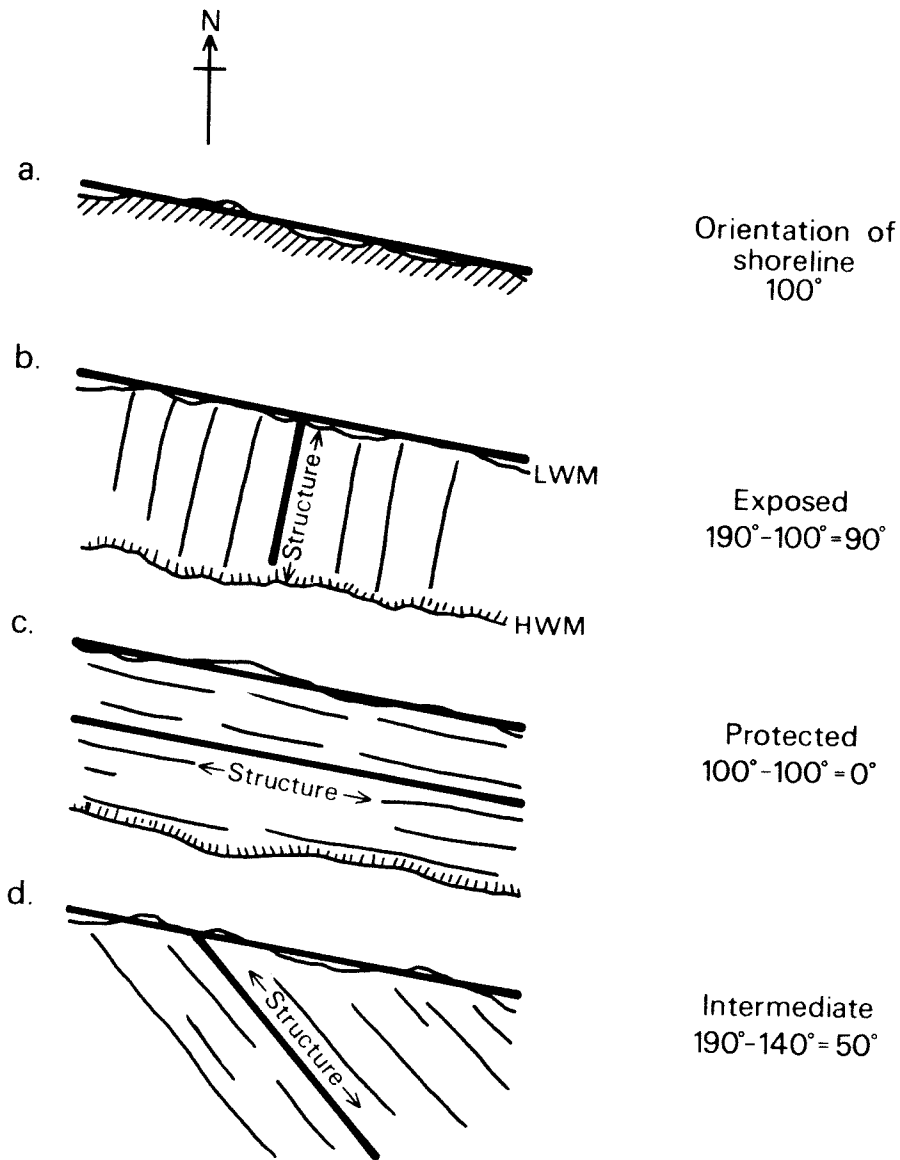 N
a.
Orientation of
shoreline
100°
b.
LWM
Structure
Exposed
190°-100°=90°
HWM
c.
Protected
100°-100°=0°
Structure
d.
Structure
Intermediate
190°-140°=50°